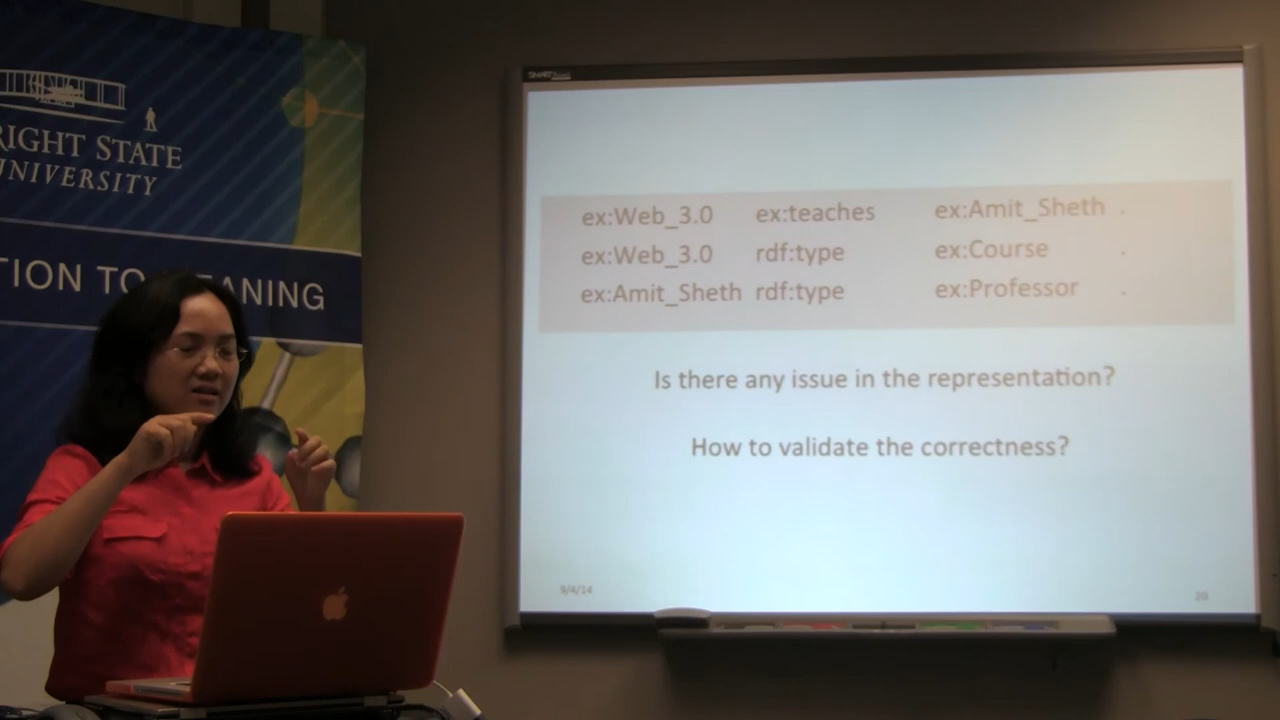 RIGHT STATE
UNIVERSITY
TION TO
EANING
SMART
ex:Web_3.0 ex:teaches ex:Amit_Sheth .
ex:Web_3.0 rdf:type ex:Course .
ex:Amit_Sheth rdf:type ex:Professor .
Is there any issue in the representation?
How to validate the correctness?
9/4/14
20